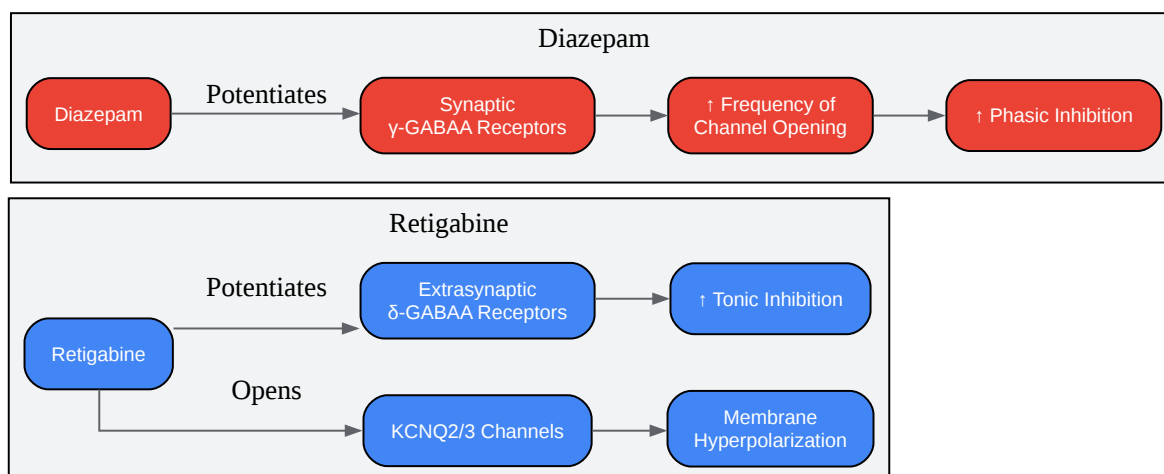 Diazepam
Potentiates
Diazepam
Synaptic
γ-GABAA Receptors
↑ Frequency of
Channel Opening
↑ Phasic Inhibition
Retigabine
Potentiates
Extrasynaptic
δ-GABAA Receptors
↑ Tonic Inhibition
Retigabine
Opens
KCNQ2/3 Channels
Membrane
Hyperpolarization